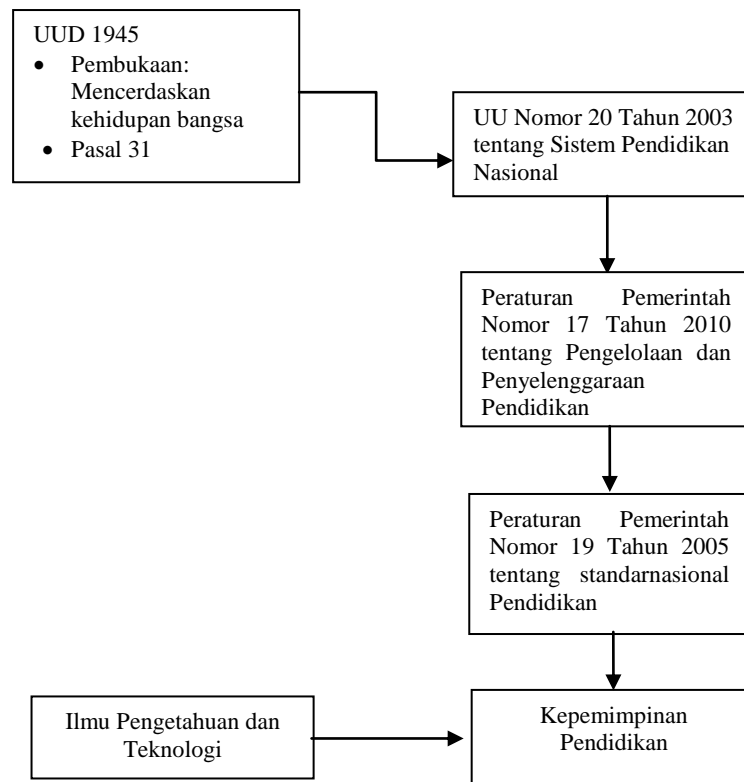 UUD 1945
• Pembukaan:
Mencerdaskan
kehidupan bangsa
• Pasal 31
UU Nomor 20 Tahun 2003
tentang Sistem Pendidikan
Nasional
Peraturan Pemerintah
Nomor 17 Tahun 2010
tentang Pengelolaan dan
Penyelenggaraan
Pendidikan
Peraturan Pemerintah
Nomor 19 Tahun 2005
tentang standarnasional
Pendidikan
Ilmu Pengetahuan dan
Teknologi
Kepemimpinan
Pendidikan